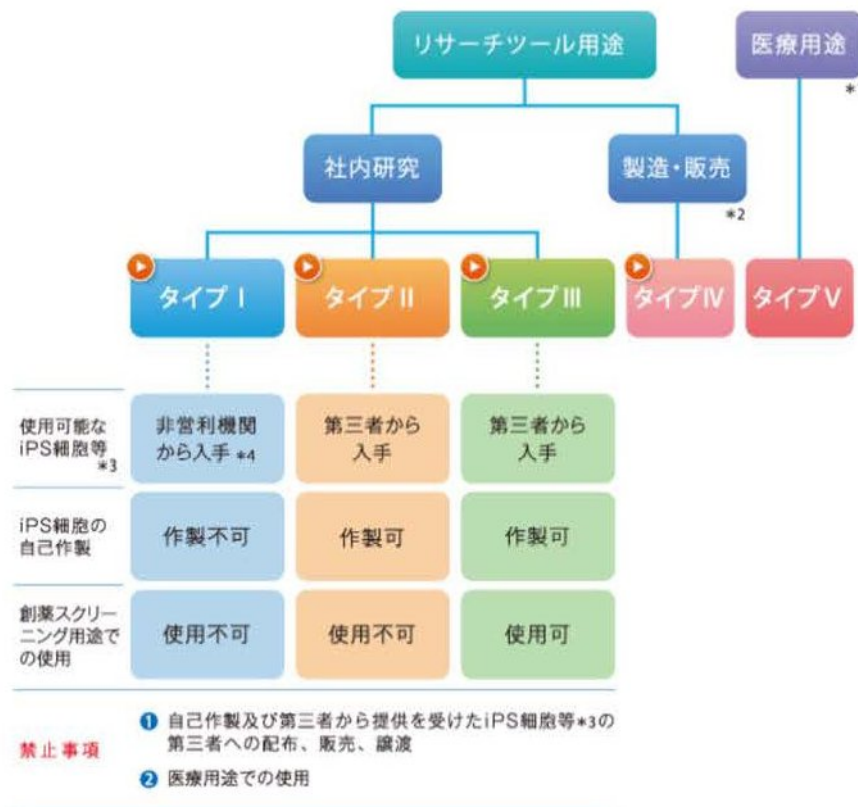 リサーチツール用途
医療用途
*
社内研究
製造・販売
*2
タイプ I
タイプ II
タイプ III
タイプ IV
タイプ V
使用可能な
iPS細胞等
*3
非営利機関
から入手 *4
第三者から
入手
第三者から
入手
iPS細胞の
自己作製
作製不可
作製可
作製可
創薬スクリー
ニング用途で
の使用
使用不可
使用不可
使用可
禁止事項
❶ 自己作製及び第三者から提供を受けたiPS細胞等*3の
第三者への配布、販売、譲渡
❷ 医療用途での使用